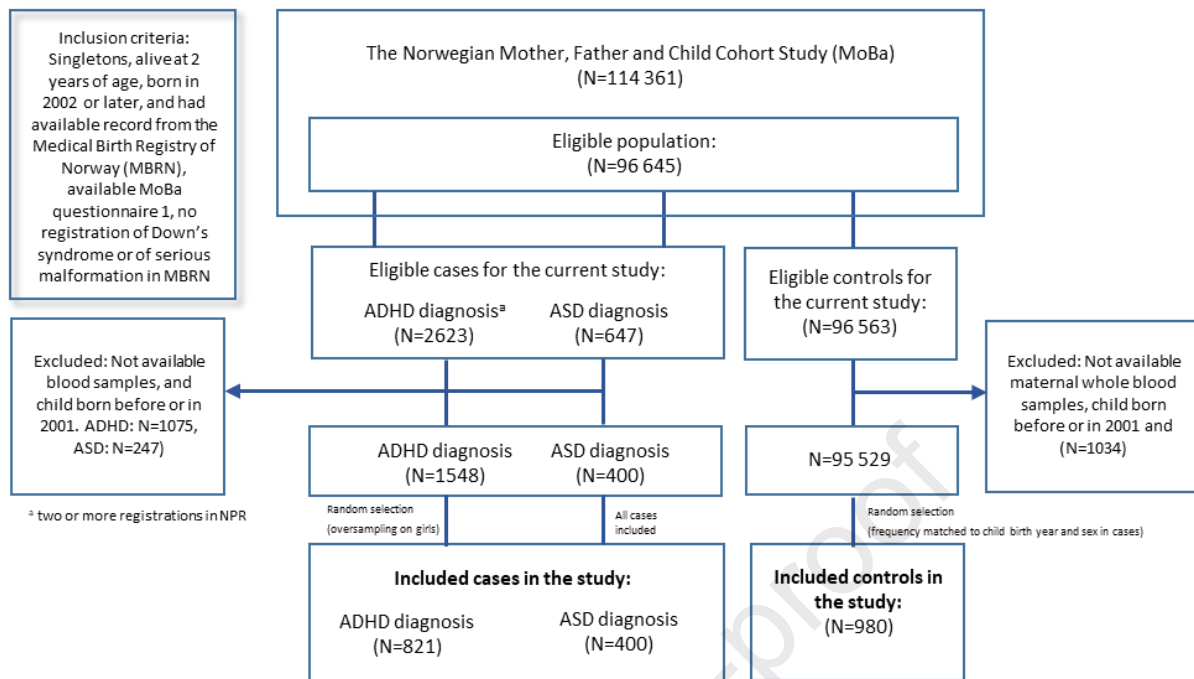 Inclusion criteria:
Singletons, alive at 2
years of age, born in
2002 or later, and had
available record from the
Medical Birth Registry of
Norway (MBRN),
available MoBa
questionnaire 1, no
registration of Down's
syndrome or of serious
malformation in MBRN
The Norwegian Mother, Father and Child Cohort Study (MoBa)
(N=114 361)
Eligible population:
(N=96 645)
Eligible cases for the current study:
ADHD diagnosisᵃ
(N=2623)
ASD diagnosis
(N=647)
Eligible controls for
the current study:
(N=96 563)
Excluded: Not available
blood samples, and
child born before or in
2001. ADHD: N=1075,
ASD: N=247)
Excluded: Not available
maternal whole blood
samples, child born
before or in 2001 and
(N=1034)
ADHD diagnosis
(N=1548)
ASD diagnosis
(N=400)
N=95 529
ᵃ two or more registrations in NPR
Random selection
(oversampling on girls)
All cases
included
Random selection
(frequency matched to child birth year and sex in cases)
Included cases in the study:
ADHD diagnosis
(N=821)
ASD diagnosis
(N=400)
Included controls in
the study:
(N=980)
-proof